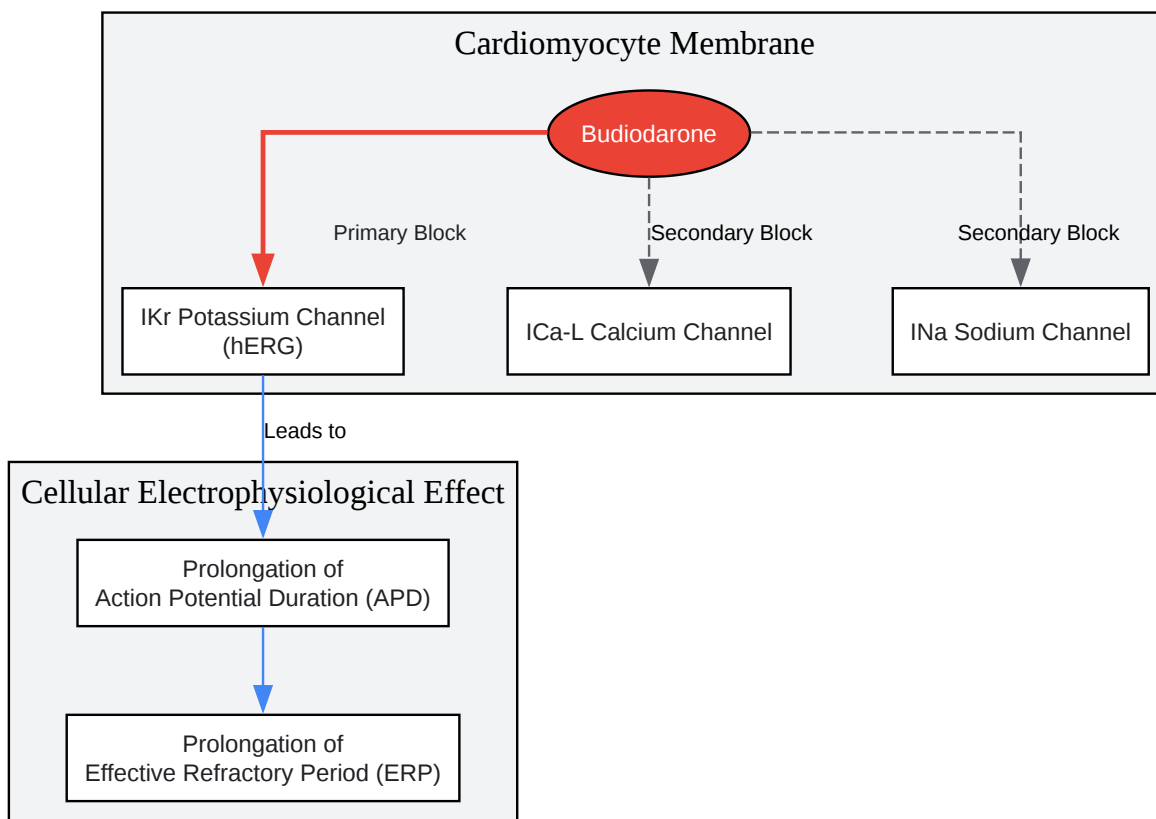 Cardiomyocyte Membrane
Budiodarone
Primary Block
Secondary Block
Secondary Block
IKr Potassium Channel
(hERG)
ICa-L Calcium Channel
INa Sodium Channel
Leads to
Cellular Electrophysiological Effect
Prolongation of
Action Potential Duration (APD)
Prolongation of
Effective Refractory Period (ERP)